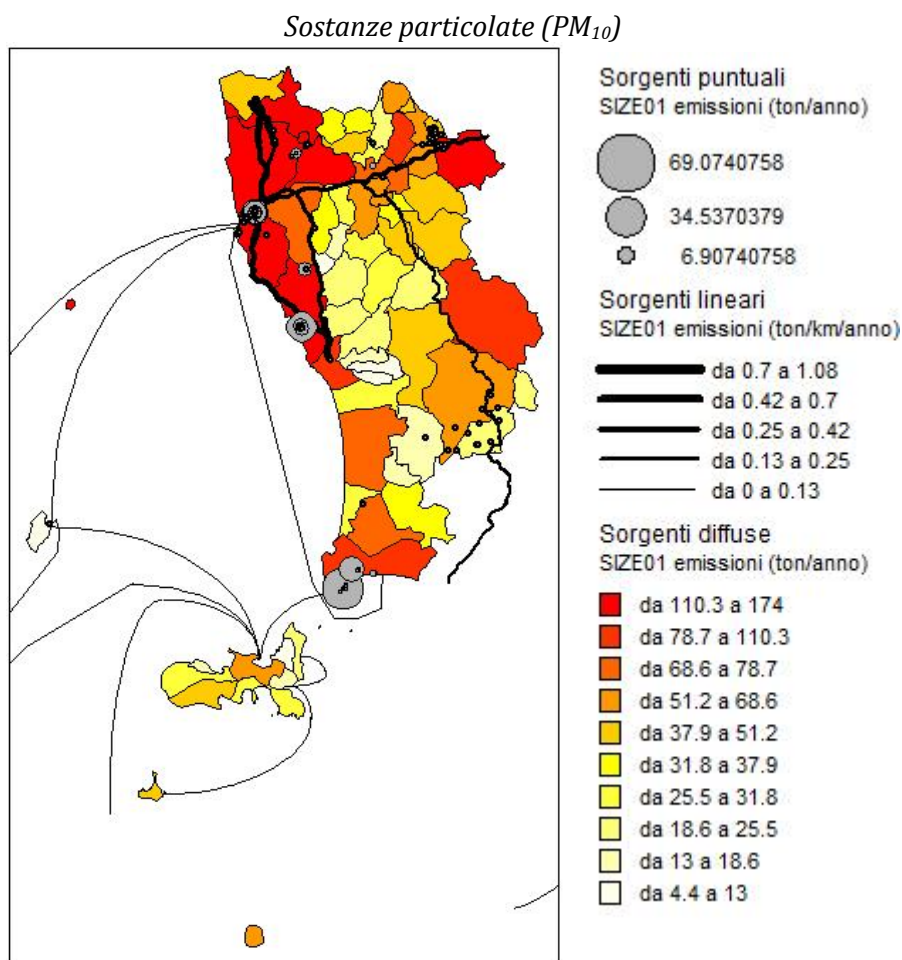 Sostanze particolate (PM₁₀)
Sorgenti puntuali
SIZE01 emissioni (ton/anno)
69.0740758
34.5370379
6.90740758
Sorgenti lineari
SIZE01 emissioni (ton/km/anno)
da 0.7 a 1.08
da 0.42 a 0.7
da 0.25 a 0.42
da 0.13 a 0.25
da 0 a 0.13
Sorgenti diffuse
SIZE01 emissioni (ton/anno)
da 110.3 a 174
da 78.7 a 110.3
da 68.6 a 78.7
da 51.2 a 68.6
da 37.9 a 51.2
da 31.8 a 37.9
da 25.5 a 31.8
da 18.6 a 25.5
da 13 a 18.6
da 4.4 a 13